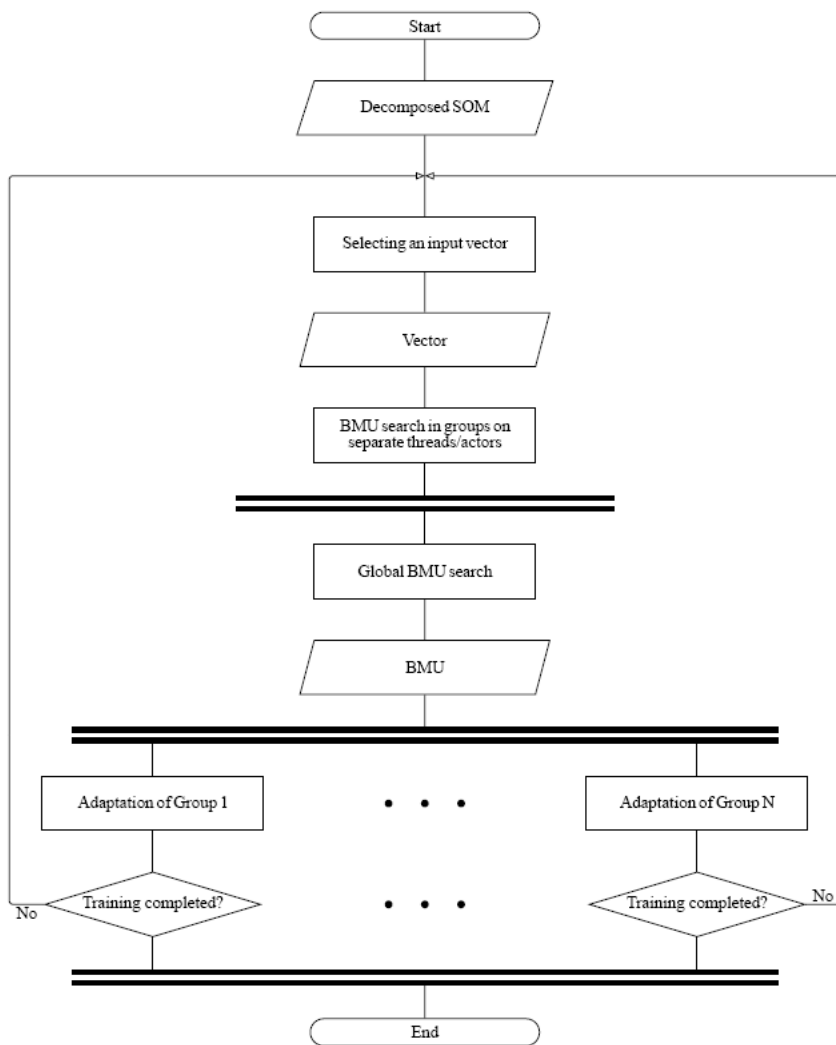 Start
Decomposed SOM
Selecting an input vector
Vector
BMU search in groups on
separate threads/actors
Global BMU search
BMU
Adaptation of Group 1
Adaptation of Group N
Training completed?
No
Training completed?
No
End